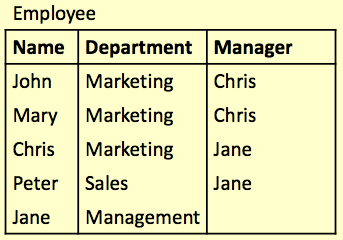 Employee
Name Department Manager
John Marketing Chris
Mary Marketing Chris
Chris Marketing Jane
Peter Sales Jane
Jane Management